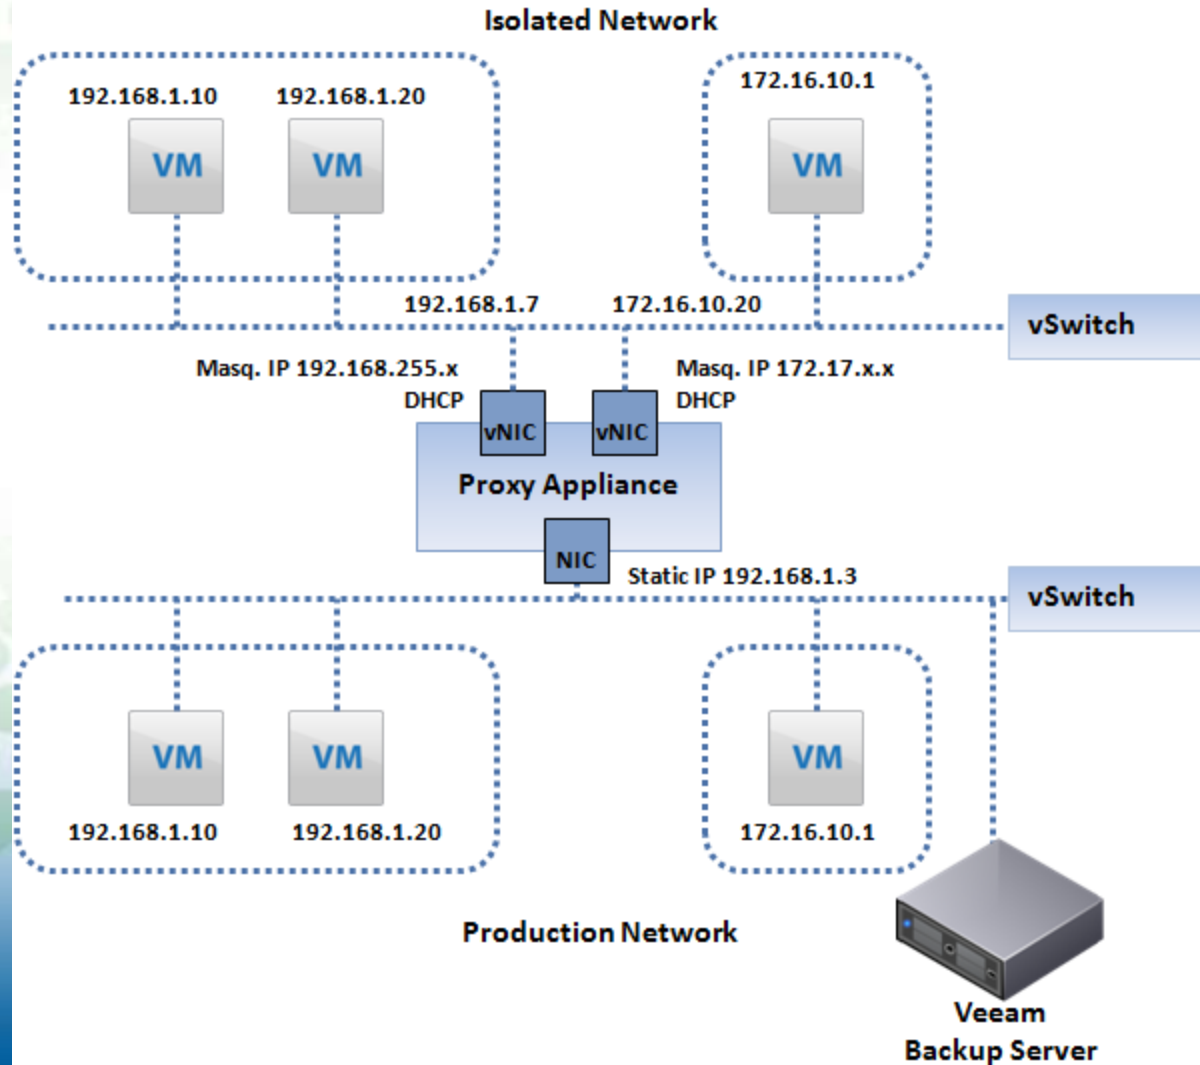 Isolated Network
192.168.1.10
192.168.1.20
172.16.10.1
VM
VM
VM
192.168.1.7
172.16.10.20
vSwitch
Masq. IP 192.168.255.x
DHCP
Masq. IP 172.17.x.x
DHCP
vNIC
vNIC
Proxy Appliance
NIC
Static IP 192.168.1.3
vSwitch
VM
VM
VM
192.168.1.10
192.168.1.20
172.16.10.1
Production Network
Veeam
Backup Server